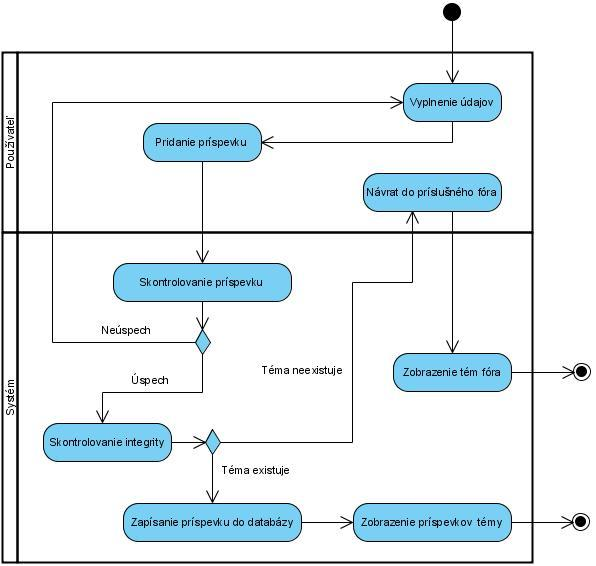 Používateľ
Vyplnenie údajov
Pridanie príspevku
Návrat do príslušného fóra
Systém
Skontrolovanie príspevku
Neúspech
Úspech
Téma neexistuje
Zobrazenie tém fóra
Skontrolovanie integrity
Téma existuje
Zapísanie príspevku do databázy
Zobrazenie príspevkov témy